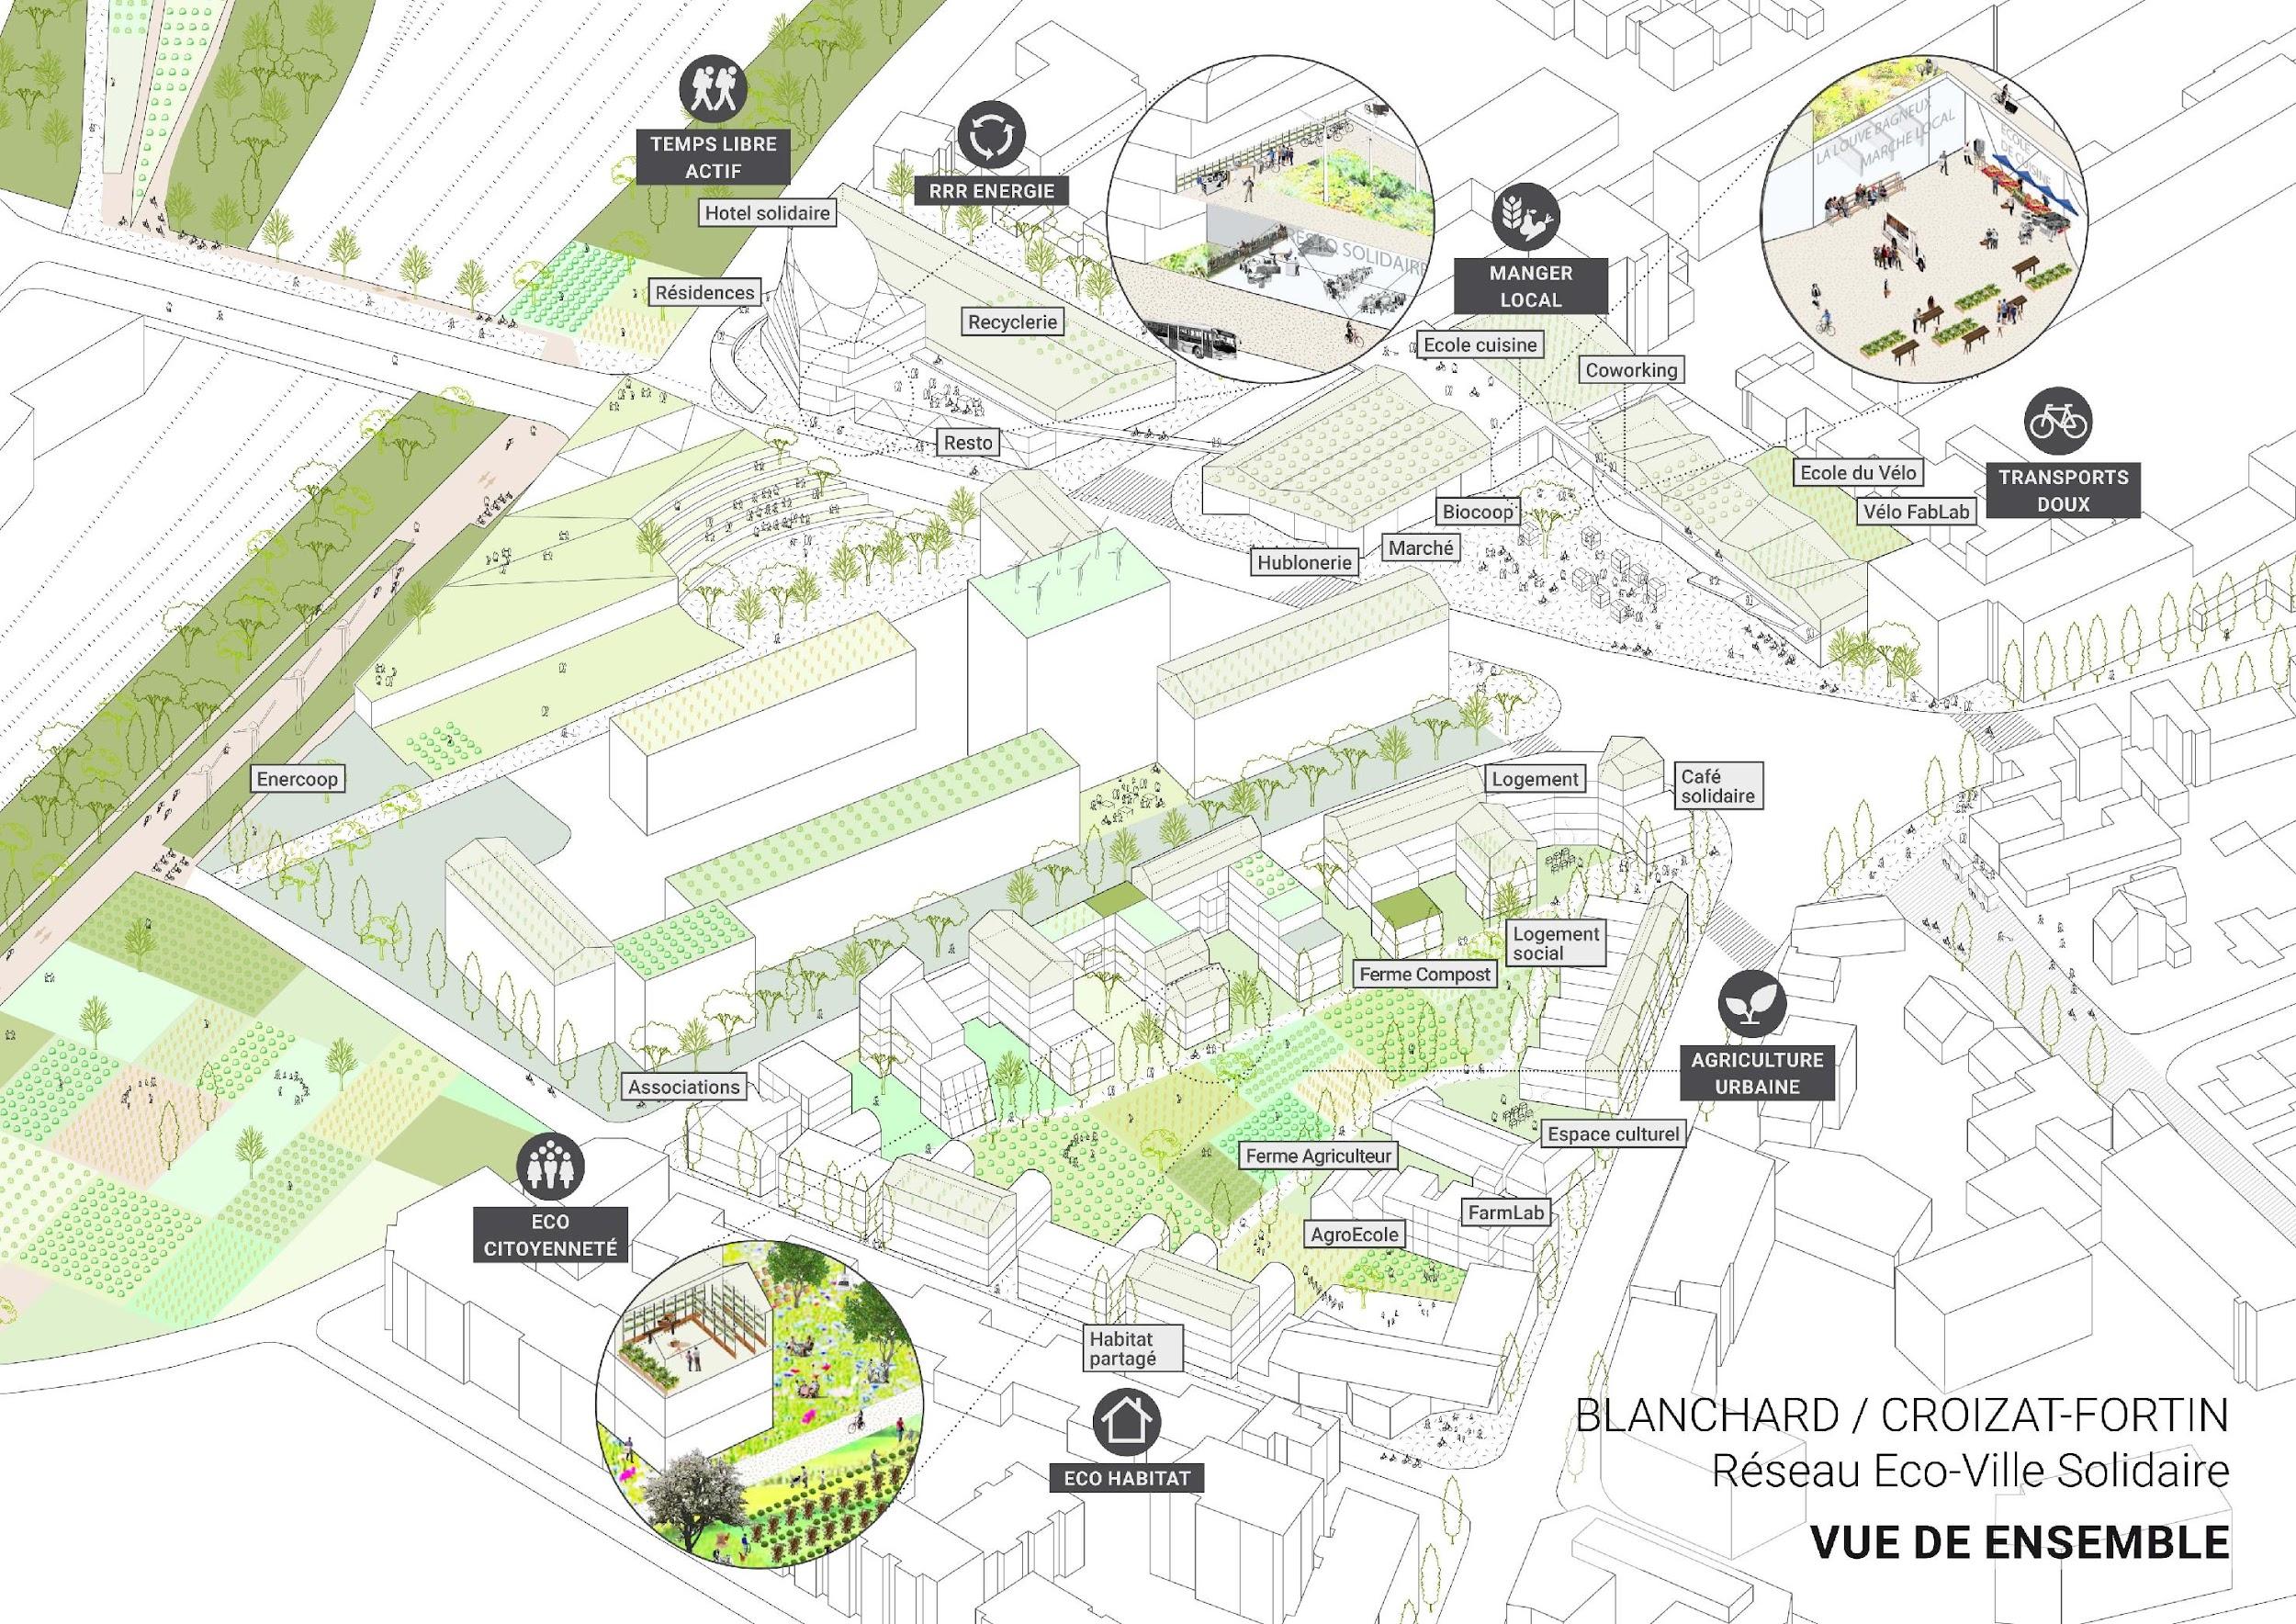 TEMPS LIBRE
ACTIF
RRR ENERGIE
LA LOUVE BAGNEUX
MARCHÉ LOCAL
ECOLE
DE CUISINE
Hotel solidaire
RESTO SOLIDAIRE
MANGER
LOCAL
Résidences
Recyclerie
Ecole cuisine
Coworking
Resto
Ecole du Vélo
Vélo FabLab
TRANSPORTS
DOUX
Biocoop
Marché
Hublonerie
Enercoop
Logement
Café
solidaire
Logement
social
Ferme Compost
AGRICULTURE
URBAINE
Associations
Espace culturel
Ferme Agriculteur
ECO
CITOYENNETÉ
FarmLab
AgroEcole
Habitat
partagé
ECO HABITAT
BLANCHARD / CROIZAT-FORTIN
Réseau Eco-Ville Solidaire
VUE DE ENSEMBLE